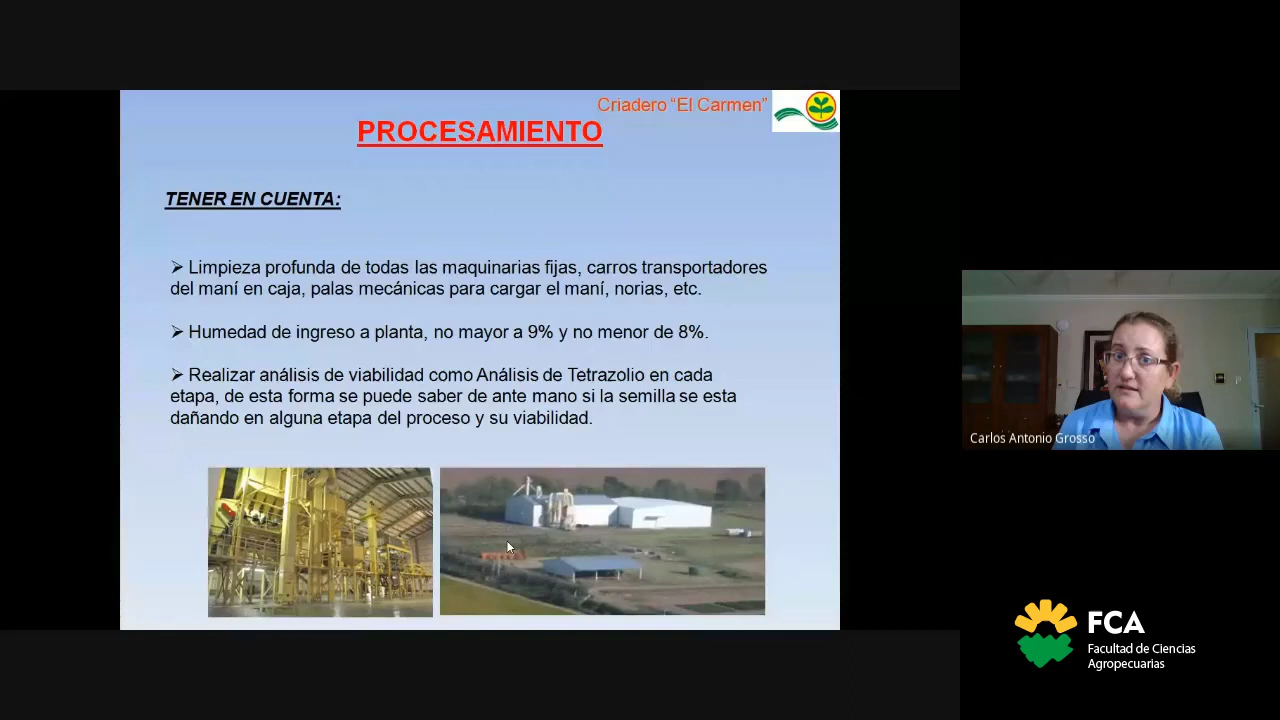 Criadero “El Carmen”
PROCESAMIENTO
TENER EN CUENTA:
➢ Limpieza profunda de todas las maquinarias fijas, carros transportadores
del maní en caja, palas mecánicas para cargar el maní, norias, etc.
➢ Humedad de ingreso a planta, no mayor a 9% y no menor de 8%.
➢ Realizar análisis de viabilidad como Análisis de Tetrazolio en cada
etapa, de esta forma se puede saber de ante mano si la semilla se esta
dañando en alguna etapa del proceso y su viabilidad.
Carlos Antonio Grosso
FCA
Facultad de Ciencias
Agropecuarias